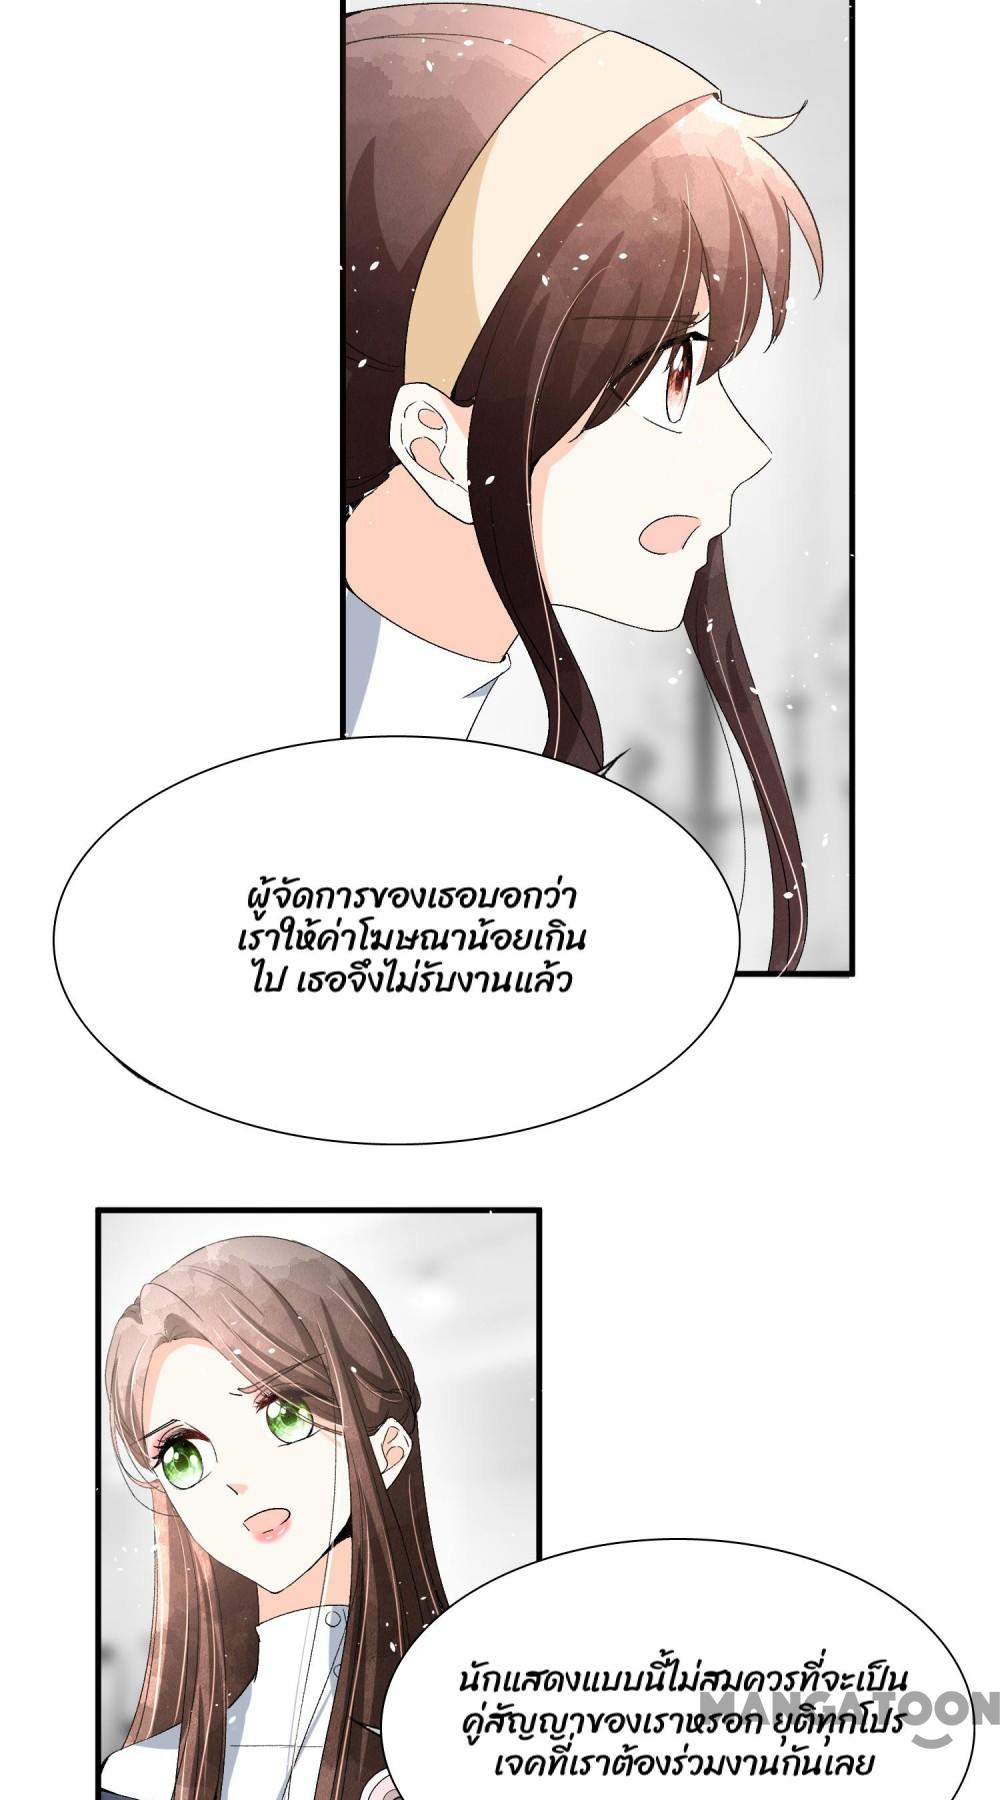 ผู้จัดการของเธอบอกว่า
เราให้ค่าโฆษณาน้อยเกิน
ไป เธอจึงไม่รับงานแล้ว
นักแสดงแบบนี้ไม่สมควรที่จะเป็น
คู่สัญญาของเราหรอก ยุติทุกโปร
เจคที่เราต้องร่วมงานกันเลย
MANGATOON